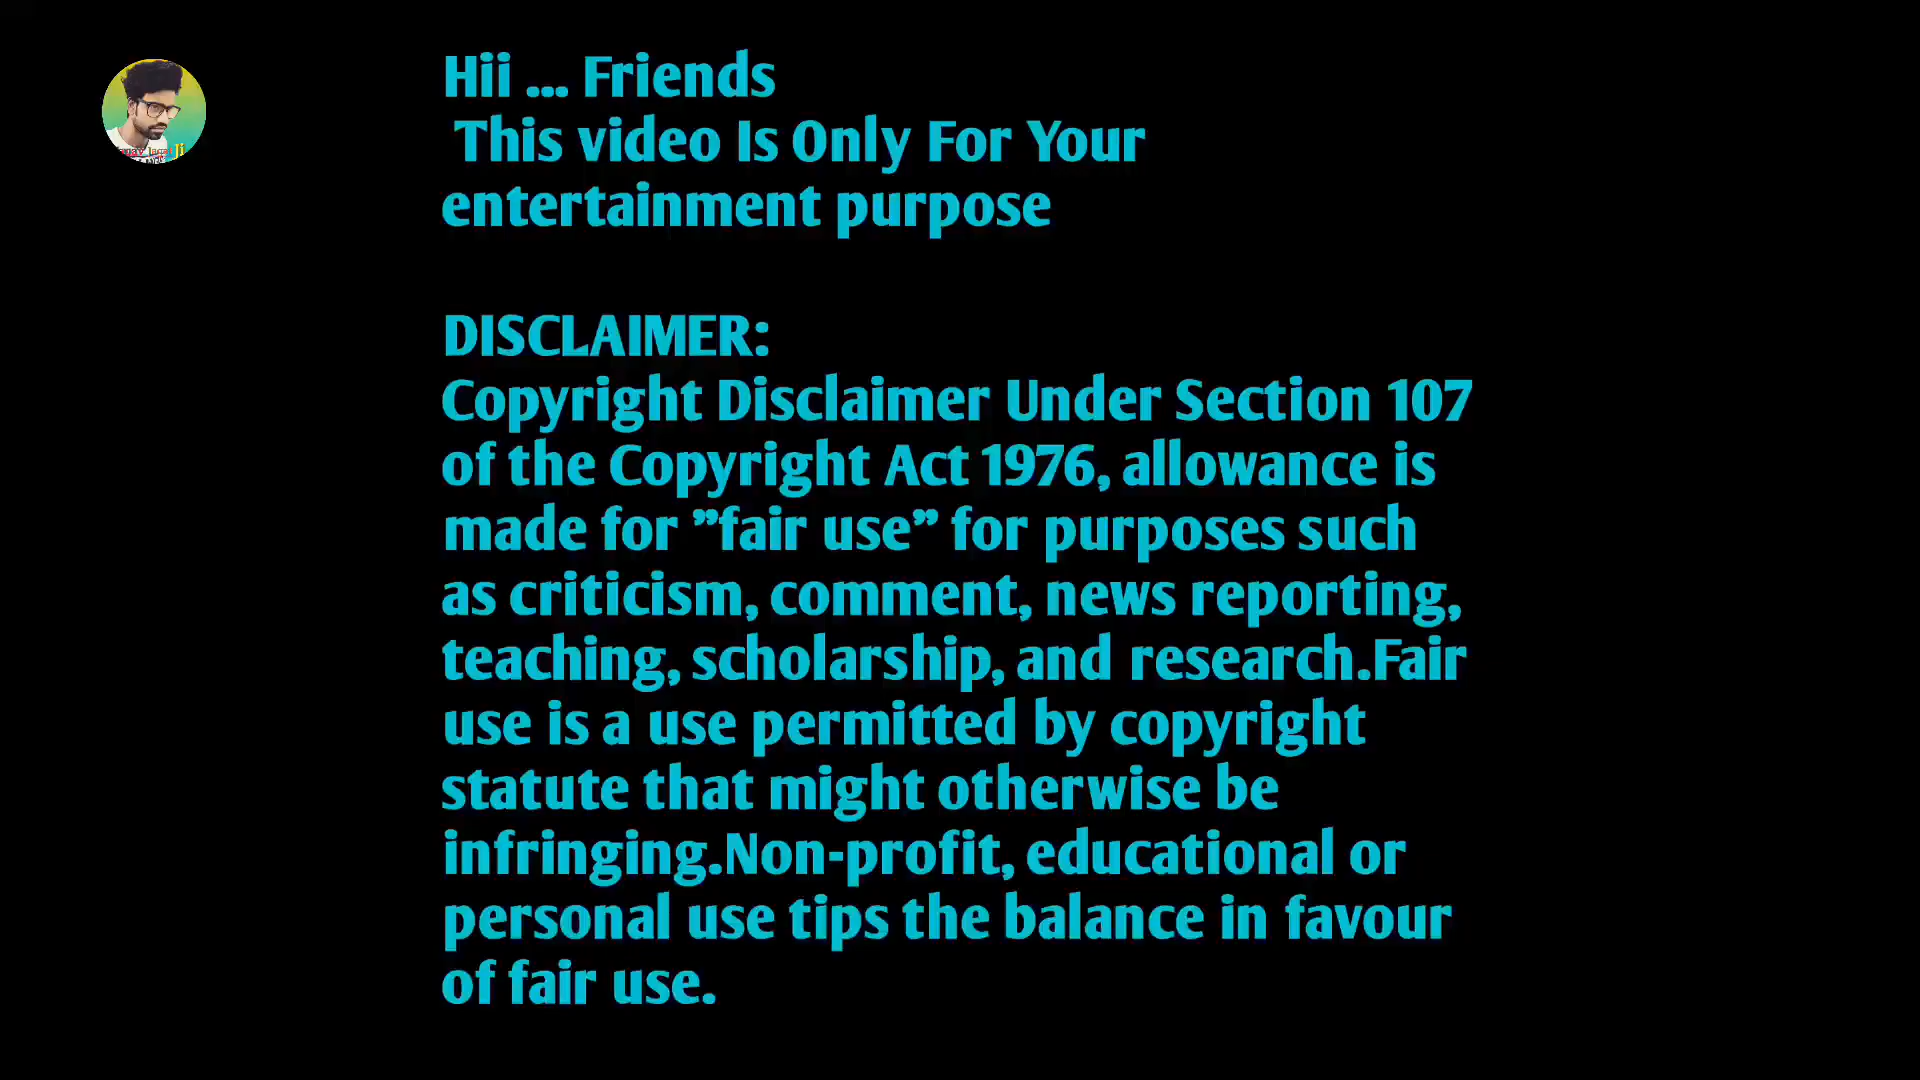 Hii ... Friends
This video Is Only For Your
entertainment purpose
DISCLAIMER:
Copyright Disclaimer Under Section 107
of the Copyright Act 1976, allowance is
made for ”fair use” for purposes such
as criticism, comment, news reporting,
teaching, scholarship, and research.Fair
use is a use permitted by copyright
statute that might otherwise be
infringing.Non-profit, educational or
personal use tips the balance in favour
of fair use.
Ji